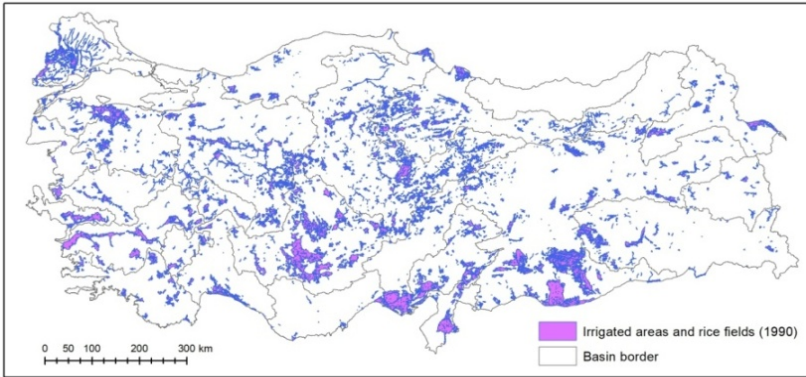 Irrigated areas and rice fields (1990)
Basin border
0 50 100 200 300 km